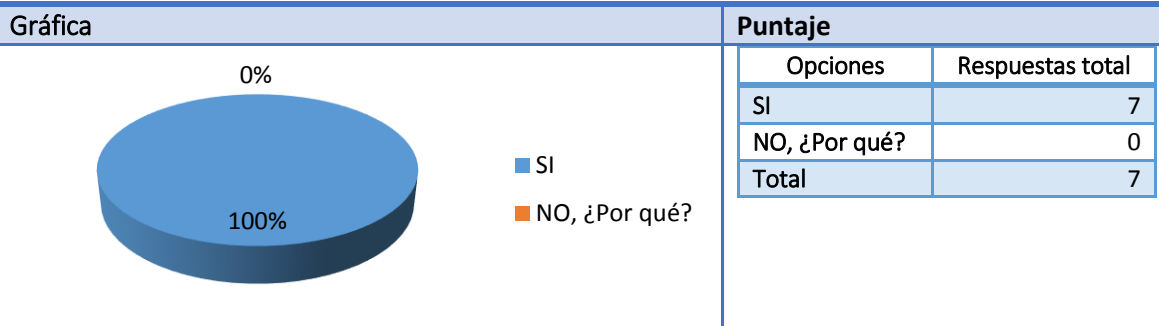 Gráfica
Puntaje
0%
100%
SI
NO, ¿Por qué?
Opciones Respuestas total
SI 7
NO, ¿Por qué? 0
Total 7